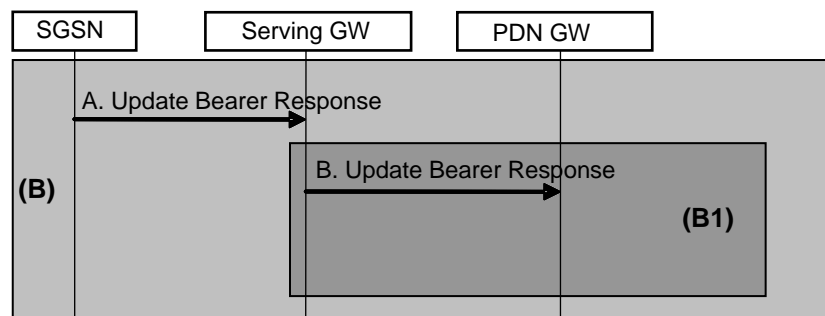 SGSN
Serving GW
PDN GW
A. Update Bearer Response
B. Update Bearer Response
(B)
(B1)